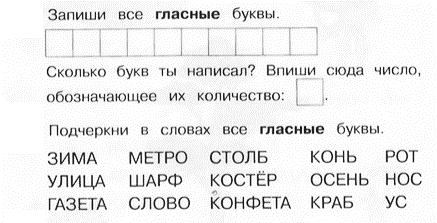 Запиши все гласные буквы.
Сколько букв ты написал? Впиши сюда число,
обозначающее их количество: .
Подчеркни в словах все гласные буквы.
ЗИМА МЕТРО СТОЛБ КОНЬ РОТ
УЛИЦА ШАРФ КОСТЁР ОСЕНЬ НОС
ГАЗЕТА СЛОВО КОНФЕТА КРАБ УС